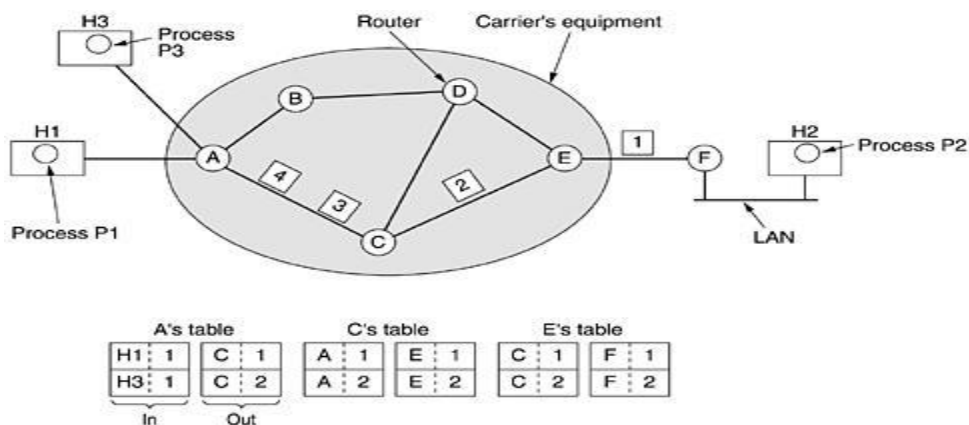 H3
Process
P3
Router
Carrier's equipment
B
D
H1
A
4
3
2
C
E
1
F
H2
Process P2
Process P1
LAN
A's table
C's table
E's table
H1 1 C 1 A 1 E 1 C 1 F 1
H3 1 C 2 A 2 E 2 C 2 F 2
In Out